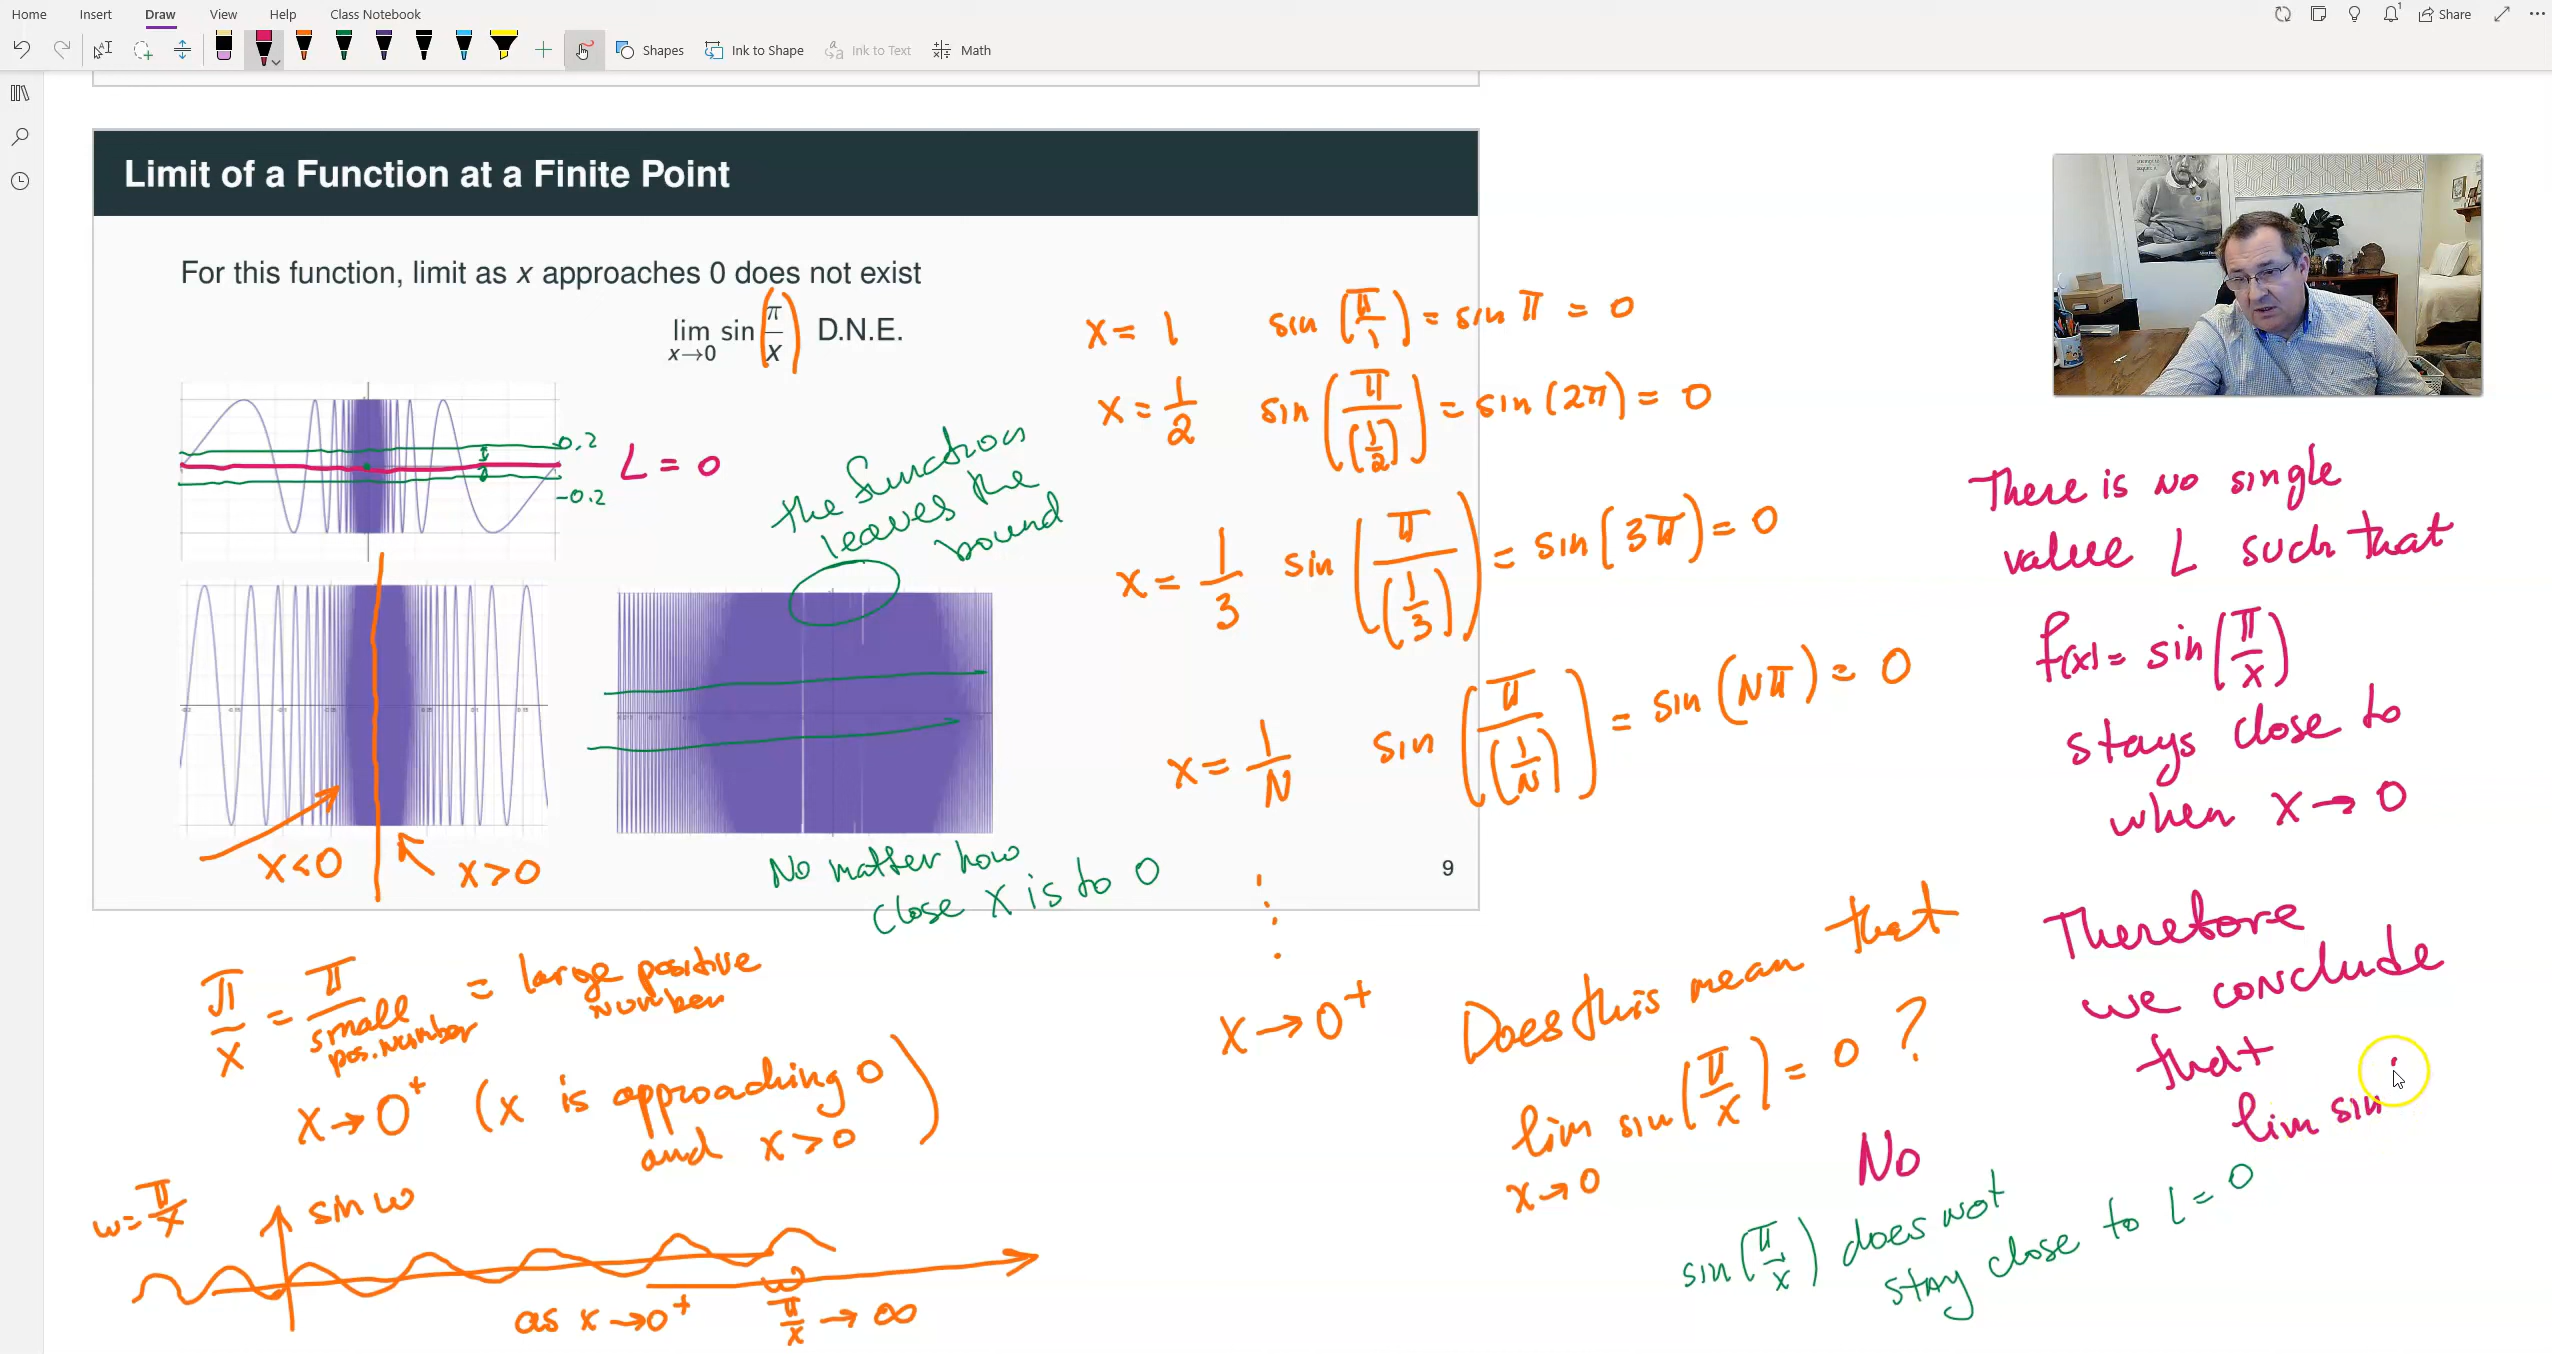 Home Insert Draw View Help Class Notebook
Share
Shapes Ink to Shape Ink to Text Math
Limit of a Function at a Finite Point
For this function, limit as x approaches 0 does not exist
lim x→0 sin(π/x) D.N.E.
0.2
-0.2
L = 0
the function
leaves the
bound
x<0
x>0
No matter how
close x is to 0
9
x = 1 sin(π/1) = sin π = 0
x = 1/2 sin(π/(1/2)) = sin(2π) = 0
x = 1/3 sin(π/(1/3)) = sin(3π) = 0
x = 1/N sin(π/(1/N)) = sin(Nπ) = 0
x→0+
π/x = π/small pos. number = large positive number
x→0+ (x is approaching 0
and x>0)
w=π/x
sin w
w
as x→0+ π/x → ∞
Does this mean that
lim x→0 sin(π/x) = 0 ?
No
sin(π/x) does not
stay close to L=0
There is no single
value L such that
f(x) = sin(π/x)
stays close to
when x→0
Therefore
we conclude
that
lim sin